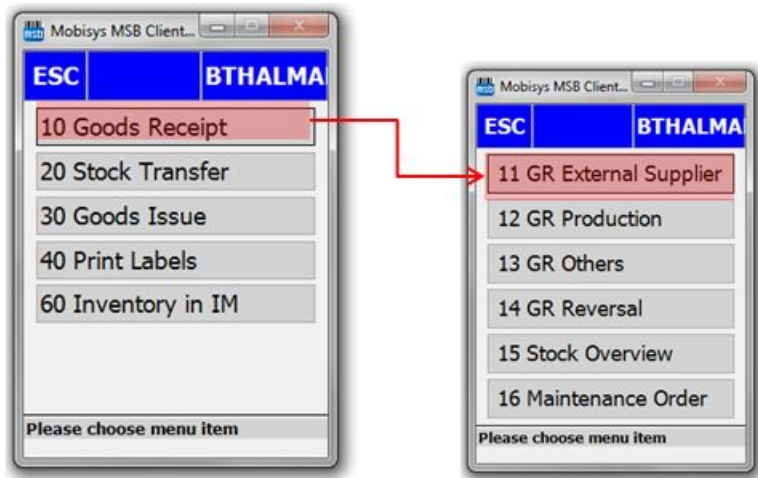 Mobisys MSB Client...
ESC BTHALMA
10 Goods Receipt
20 Stock Transfer
30 Goods Issue
40 Print Labels
60 Inventory in IM
Please choose menu item
Mobisys MSB Client...
ESC BTHALMA
11 GR External Supplier
12 GR Production
13 GR Others
14 GR Reversal
15 Stock Overview
16 Maintenance Order
Please choose menu item